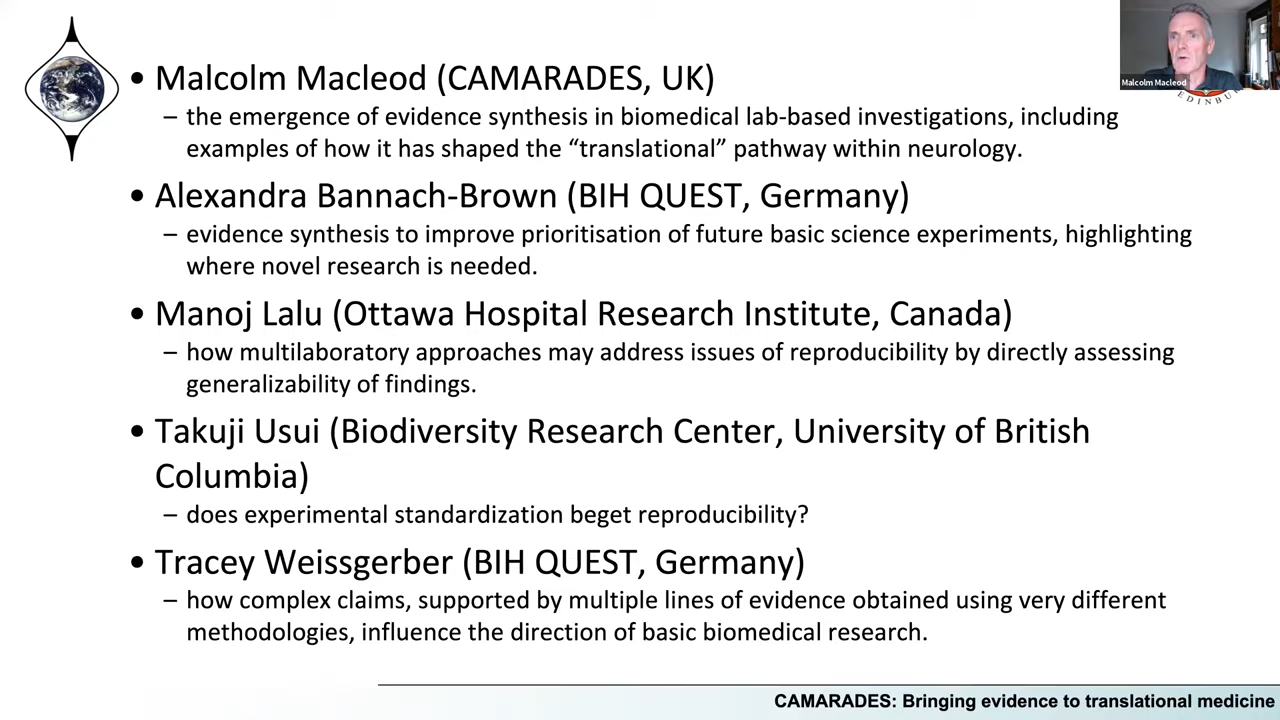 • Malcolm Macleod (CAMARADES, UK)
– the emergence of evidence synthesis in biomedical lab-based investigations, including
examples of how it has shaped the “translational” pathway within neurology.
• Alexandra Bannach-Brown (BIH QUEST, Germany)
– evidence synthesis to improve prioritisation of future basic science experiments, highlighting
where novel research is needed.
• Manoj Lalu (Ottawa Hospital Research Institute, Canada)
– how multilaboratory approaches may address issues of reproducibility by directly assessing
generalizability of findings.
• Takuji Usui (Biodiversity Research Center, University of British
Columbia)
– does experimental standardization beget reproducibility?
• Tracey Weissgerber (BIH QUEST, Germany)
– how complex claims, supported by multiple lines of evidence obtained using very different
methodologies, influence the direction of basic biomedical research.
Malcolm Macleod
CAMARADES: Bringing evidence to translational medicine